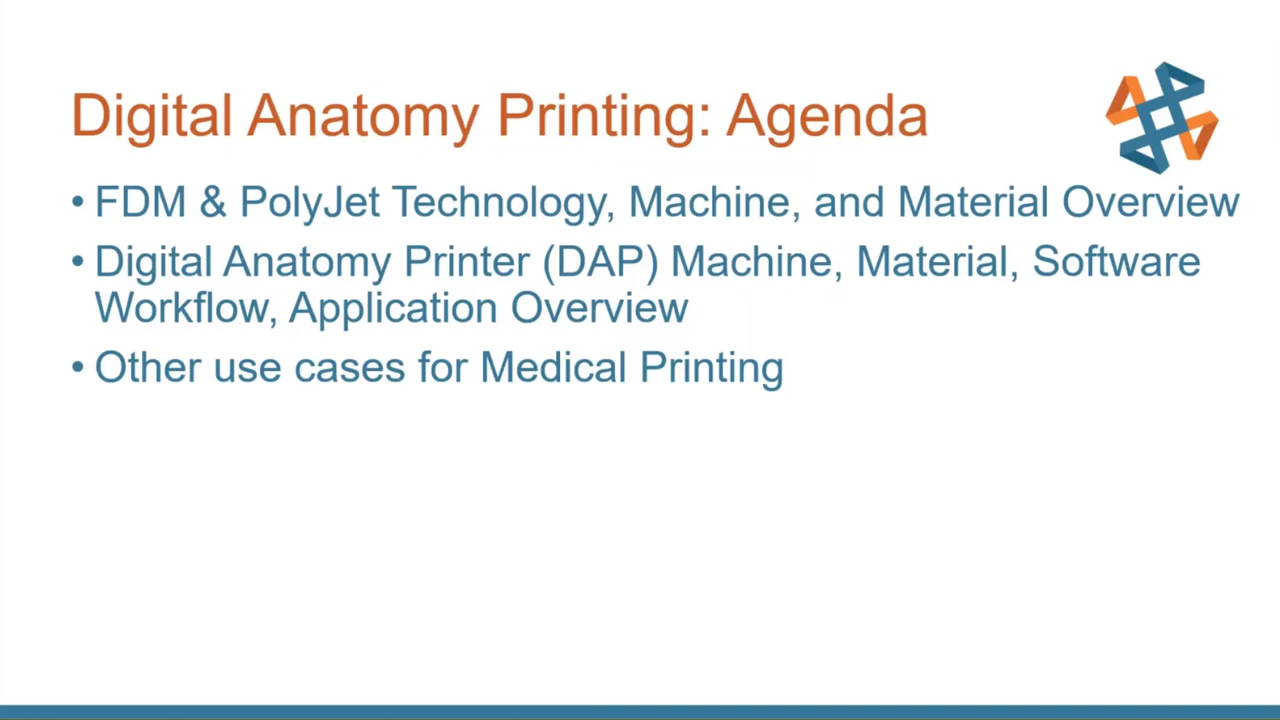 Digital Anatomy Printing: Agenda
• FDM & PolyJet Technology, Machine, and Material Overview
• Digital Anatomy Printer (DAP) Machine, Material, Software
Workflow, Application Overview
• Other use cases for Medical Printing